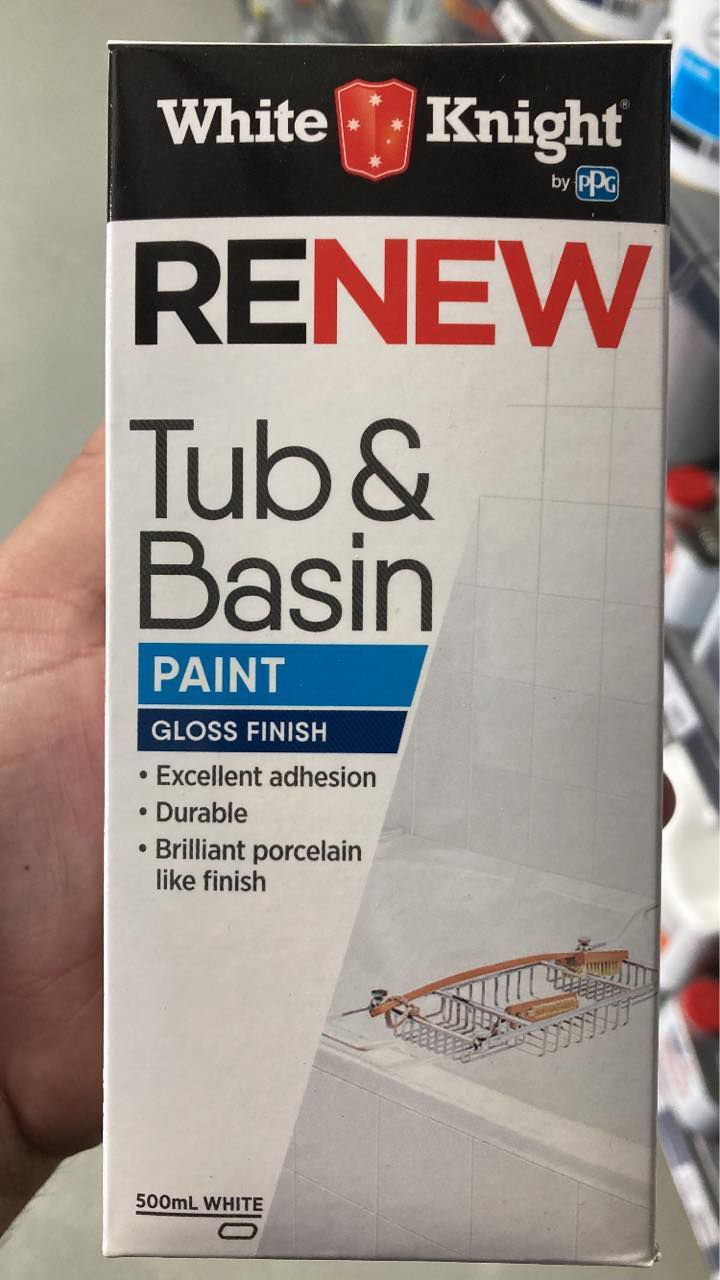 White Knight®
by PPG
RENEW
Tub &
Basin
PAINT
GLOSS FINISH
• Excellent adhesion
• Durable
• Brilliant porcelain
like finish
500mL WHITE